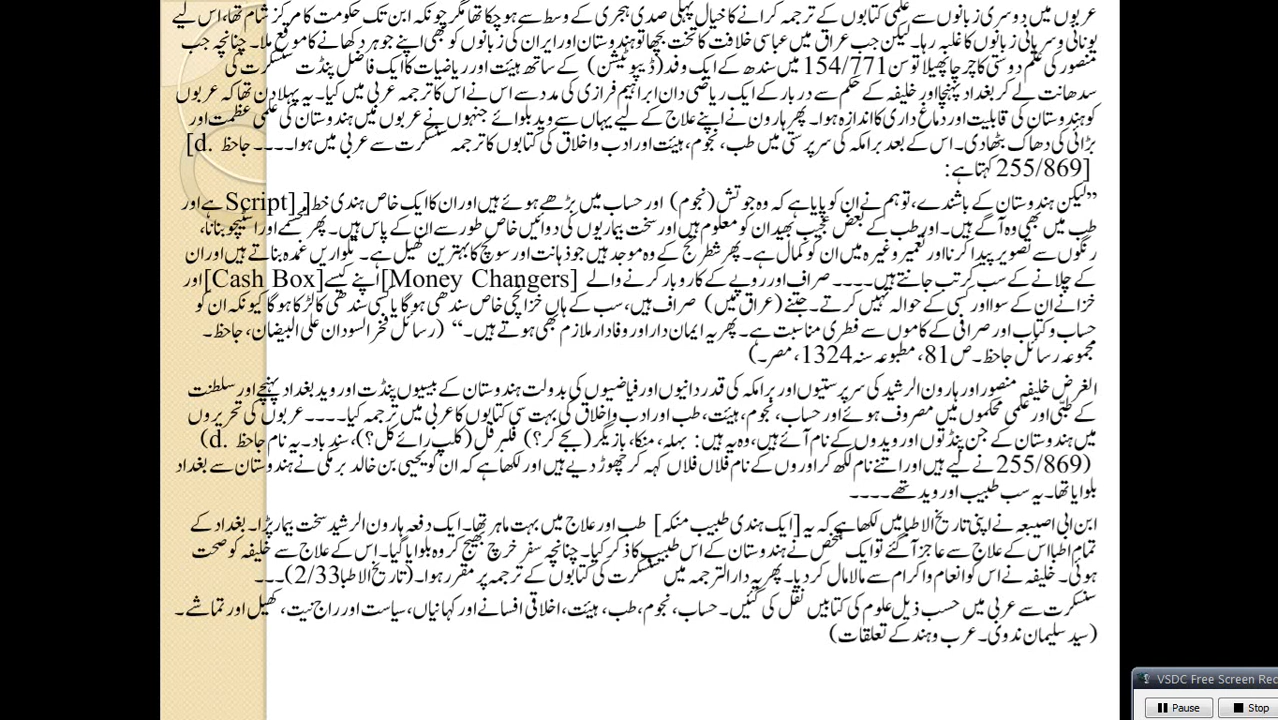 عربوں میں دوسری زبانوں سے علمی کتابوں کے ترجمہ کرانے کا خیال پہلی صدی ہجری کے وسط سے ہو چکا تھا مگر چونکہ ابن تک حکومت کا مرکز شام تھا، اس لیے
یونانی و سریانی زبانوں کا غلبہ رہا۔ لیکن جب عراق میں عباسی خلافت کا تخت بچھا تو ہندوستان اور ایران کی زبانوں کو بھی اپنے جوہر دکھانے کا موقع ملا۔ چنانچہ جب
منصور کی علم دوستی کا چرچا پھیلا تو سن 154/771 میں سندھ کے ایک وفد (ڈیپوٹیشن) کے ساتھ ہیئت اور ریاضیات کا ایک فاضل پنڈت سنسکرت کی
سدھانت لے کر بغداد پہنچا اور خلیفہ کے حکم سے دربار کے ایک ریاضی دان ابراہیم فرازی کی مدد سے اس نے اس کا ترجمہ عربی میں کیا۔ یہ پہلا دن تھا کہ عربوں
کو ہندوستان کی قابلیت اور دماغ داری کا اندازہ ہوا۔ پھر ہارون نے اپنے علاج کے لیے یہاں سے وید بلوائے جنہوں نے عربوں میں ہندوستان کی علمی عظمت اور
بڑائی کی دھاک بٹھا دی۔ اس کے بعد برامکہ کی سرپرستی میں طب، نجوم، ہیئت اور ادب و اخلاق کی کتابوں کا ترجمہ سنسکرت سے عربی میں ہوا۔۔۔۔ جاحظ d.]
[255/869 کہتا ہے:
”لیکن ہندوستان کے باشندے، تو ہم نے ان کو پایا ہے کہ وہ جوتش (نجوم) اور حساب میں بڑھے ہوئے ہیں اور ان کا ایک خاص ہندی خط [Script] ہے اور
طب میں بھی وہ آگے ہیں۔ اور طب کے بعض عجیب بھید ان کو معلوم ہیں اور سخت بیماریوں کی دوائیں خاص طور سے ان کے پاس ہیں۔ پھر مجسمے اور اسٹیچو بنانا،
رنگوں سے تصویر پیدا کرنا اور تعمیر وغیرہ میں ان کو کمال ہے۔ پھر شطرنج کے وہ موجد ہیں جو ذہانت اور سوچ کا بہترین کھیل ہے۔ تلواریں عمدہ بناتے ہیں اور ان
کے چلانے کے سب کرتب جانتے ہیں۔۔۔۔ صراف اور روپے کے کاروبار کرنے والے [Money Changers] اپنے کیسے [Cash Box] اور
خزانے ان کے سوا اور کسی کے حوالہ نہیں کرتے۔ جتنے (عراق میں) صراف ہیں، سب کے ہاں خزانچی خاص سندھی ہوگا یا کسی سندھی کا لڑکا ہوگا کیونکہ ان کو
حساب و کتاب اور صرافی کے کاموں سے فطری مناسبت ہے۔ پھر یہ ایمان دار اور وفادار ملازم بھی ہوتے ہیں۔“ (رسائل فخر السودان علی البیضان، جاحظ۔
مجموعہ رسائل جاحظ۔ ص 81، مطبوعہ سنہ 1324، مصر۔)
الغرض خلیفہ منصور اور ہارون الرشید کی سرپرستیوں اور برامکہ کی قدردانیوں اور فیاضیوں کی بدولت ہندوستان کے بیسیوں پنڈت اور وید بغداد پہنچے اور سلطنت
کے طبی اور علمی محکموں میں مصروف ہوئے اور حساب، نجوم، ہیئت، طب اور ادب و اخلاق کی بہت سی کتابوں کا عربی میں ترجمہ کیا۔۔۔۔ عربوں کی تحریروں
میں ہندوستان کے جن پنڈتوں اور ویدوں کے نام آئے ہیں، وہ یہ ہیں: بہلہ، منکا، بازیگر (بجے کر؟) فلبرفل (کلپ رائے کل؟)، سندباد۔ یہ نام جاحظ d.)
(255/869 نے لیے ہیں اور اتنے نام لکھ کر اوروں کے نام فلاں فلاں کہہ کر چھوڑ دیے ہیں اور لکھا ہے کہ ان کو یحیی بن خالد برمکی نے ہندوستان سے بغداد
بلوایا تھا۔ یہ سب طبیب اور وید تھے۔۔۔۔
ابن ابی اصیبعہ نے اپنی تاریخ الاطبا میں لکھا ہے کہ یہ [ایک ہندی طبیب منکہ] طب اور علاج میں بہت ماہر تھا۔ ایک دفعہ ہارون الرشید سخت بیمار پڑا۔ بغداد کے
تمام اطبا اس کے علاج سے عاجز آ گئے تو ایک شخص نے ہندوستان کے اس طبیب کا ذکر کیا۔ چنانچہ سفر خرچ بھیج کر وہ بلوایا گیا۔ اس کے علاج سے خلیفہ کو صحت
ہوئی۔ خلیفہ نے اس کو انعام و اکرام سے مالامال کر دیا۔ پھر یہ دارالترجمہ میں سنسکرت کی کتابوں کے ترجمہ پر مقرر ہوا۔ (تاریخ الاطبا 2/33)۔۔۔
سنسکرت سے عربی میں حسب ذیل علوم کی کتابیں نقل کی گئیں۔ حساب، نجوم، طب، ہیئت، اخلاقی افسانے اور کہانیاں، سیاست اور راج نیت، کھیل اور تماشے۔
(سید سلیمان ندوی۔ عرب و ہند کے تعلقات)
VSDC Free Screen Rec
Pause Stop